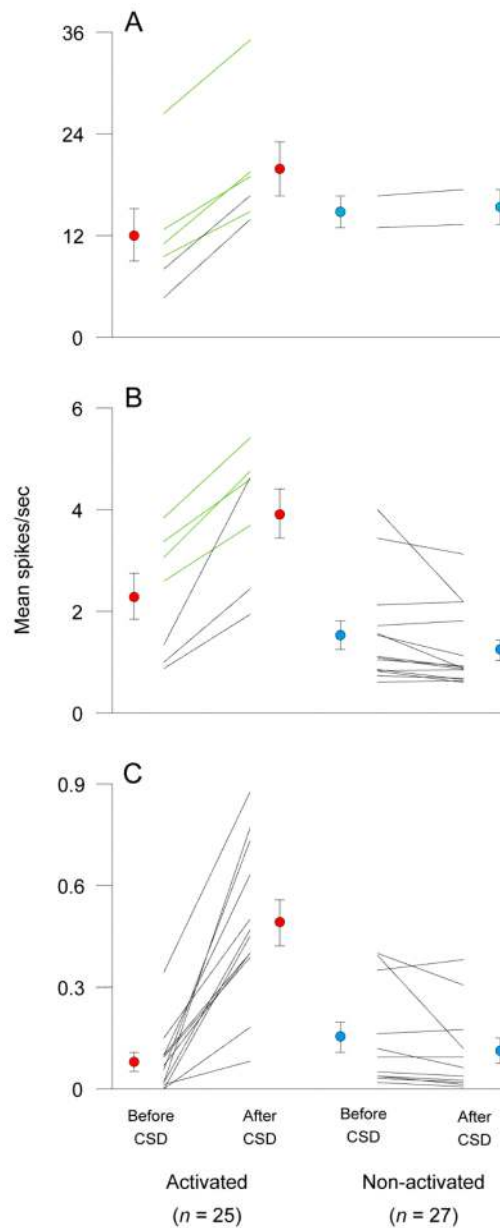 A
36
24
12
0
B
6
4
2
0
Mean spikes/sec
C
0.9
0.6
0.3
0
Before CSD After CSD Before CSD After CSD
Activated Non-activated
(n = 25) (n = 27)